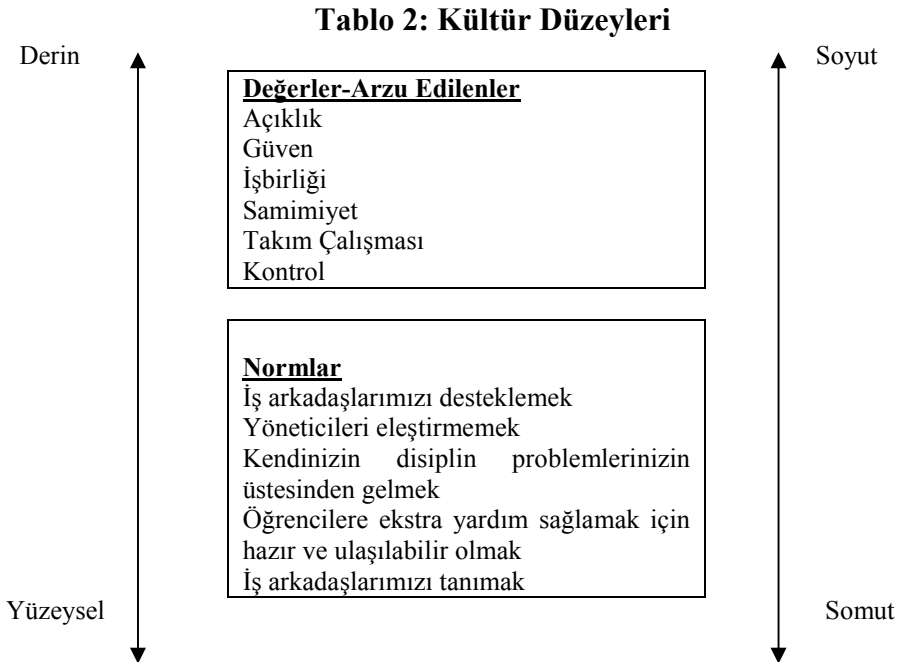 Tablo 2: Kültür Düzeyleri
Derin
Soyut
Değerler-Arzu Edilenler
Açıklık
Güven
İşbirliği
Samimiyet
Takım Çalışması
Kontrol
Normlar
İş arkadaşlarımızı desteklemek
Yöneticileri eleştirmemek
Kendinizin disiplin problemlerinizin
üstesinden gelmek
Öğrencilere ekstra yardım sağlamak için
hazır ve ulaşılabilir olmak
İş arkadaşlarımızı tanımak
Yüzeysel
Somut